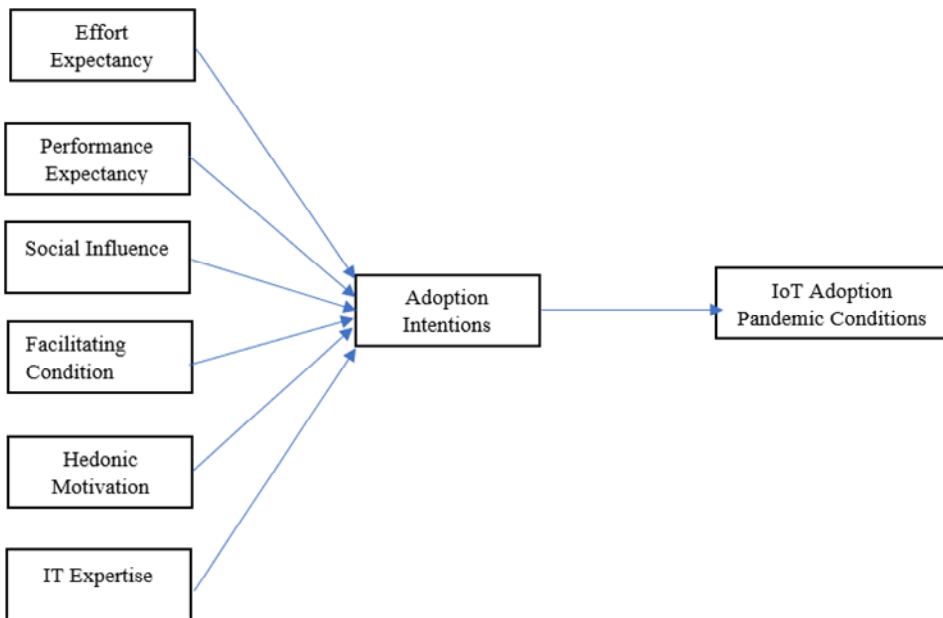 Effort
Expectancy
Performance
Expectancy
Social Influence
Facilitating
Condition
Hedonic
Motivation
IT Expertise
Adoption
Intentions
IoT Adoption
Pandemic Conditions